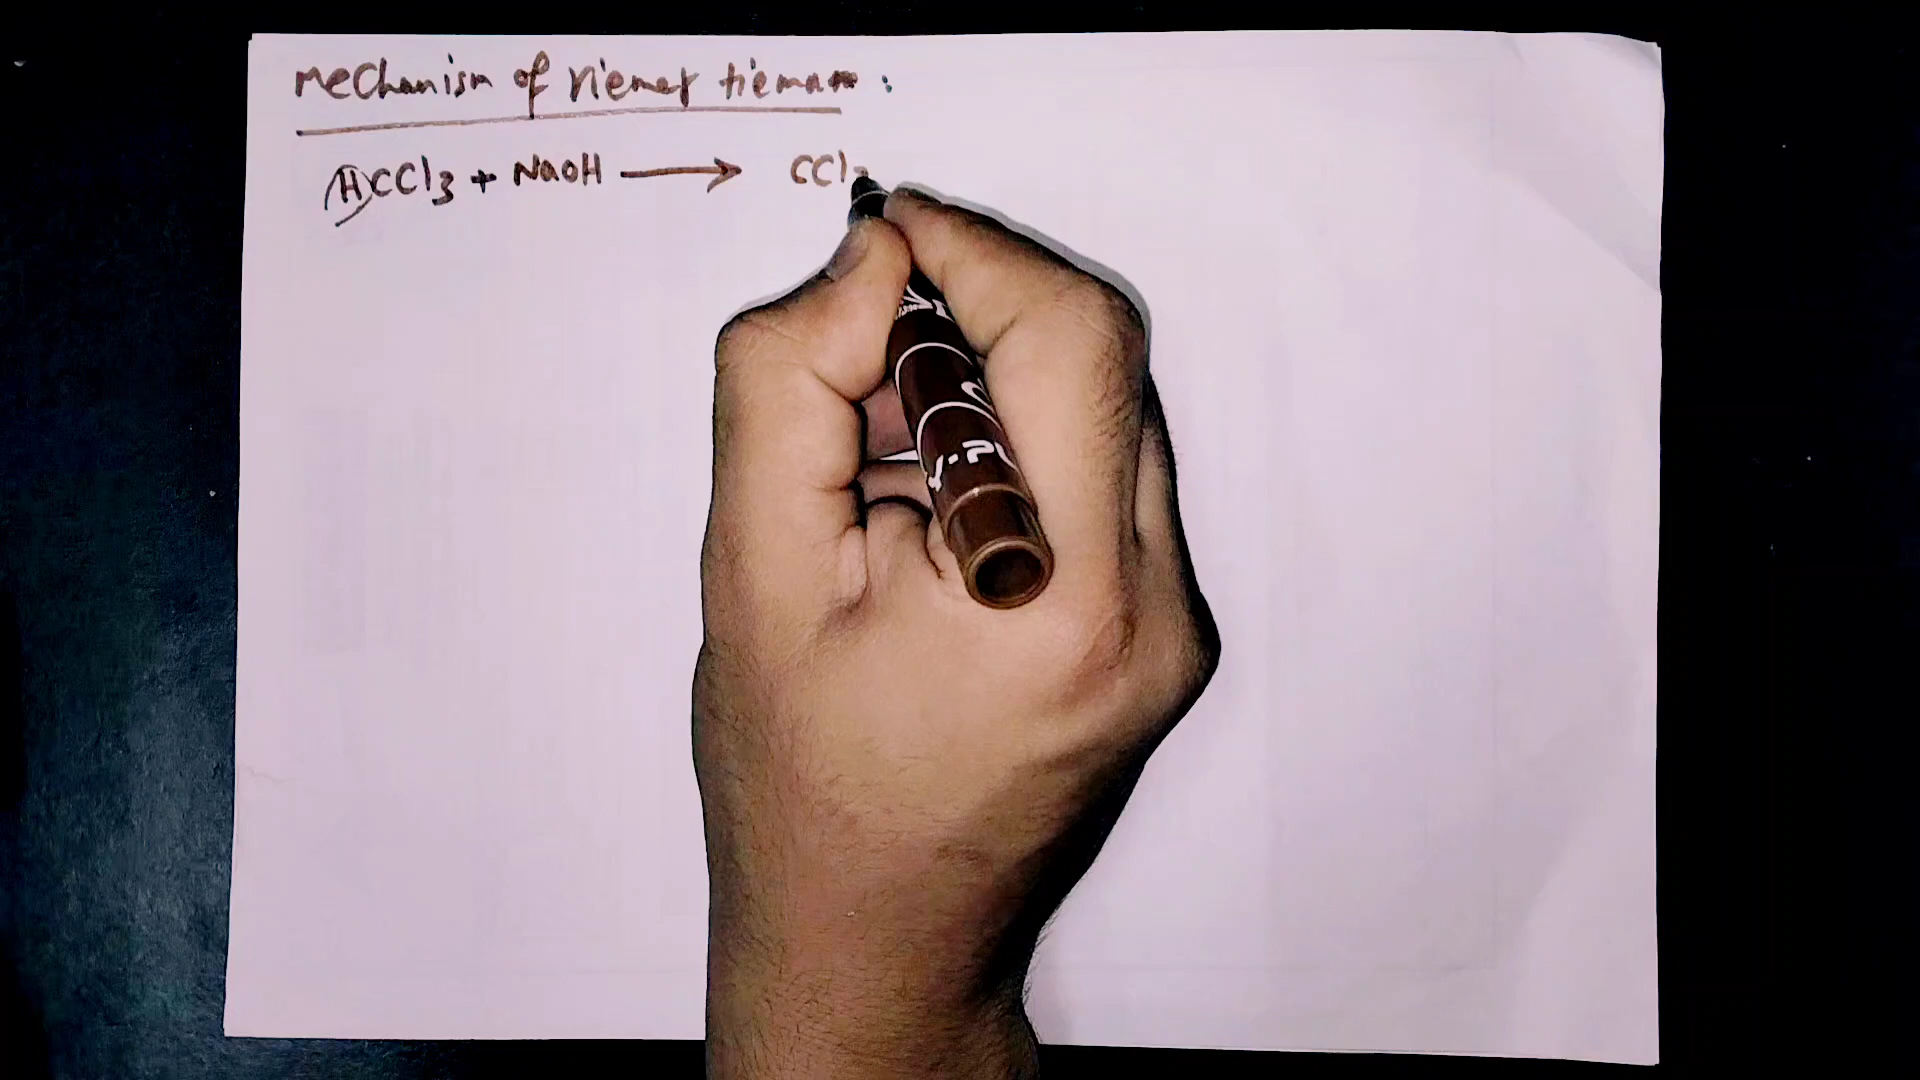 Mechanism of riemer tieman :
HCCl3 + NaOH ⟶ CCl